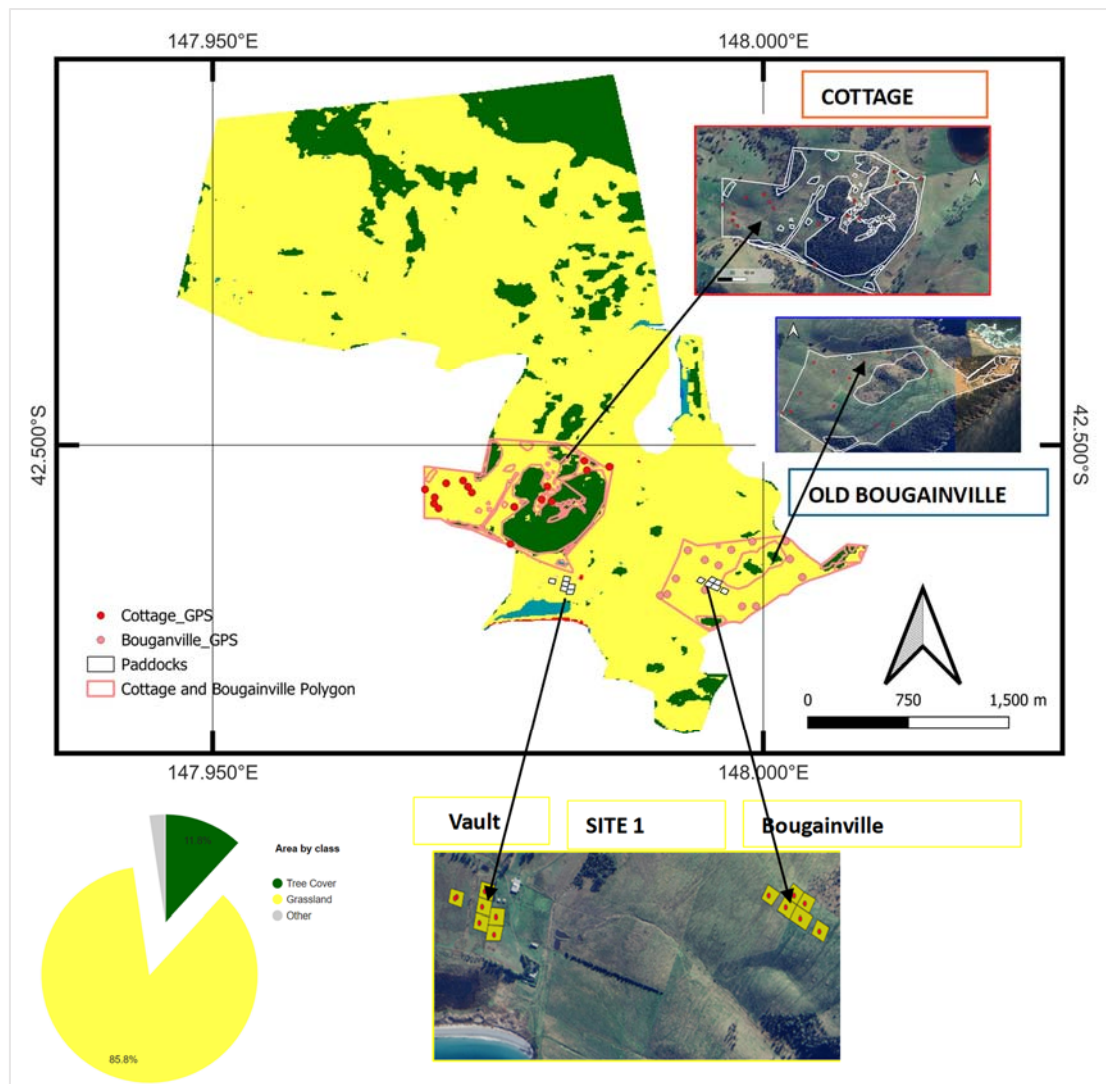 147.950°E
148.000°E
COTTAGE
42.500°S
42.500°S
OLD BOUGAINVILLE
Cottage_GPS
Bouganville_GPS
Paddocks
Cottage and Bougainville Polygon
0 750 1,500 m
147.950°E
148.000°E
Vault
SITE 1
Bougainville
Area by class
Tree Cover
Grassland
Other
85.8%